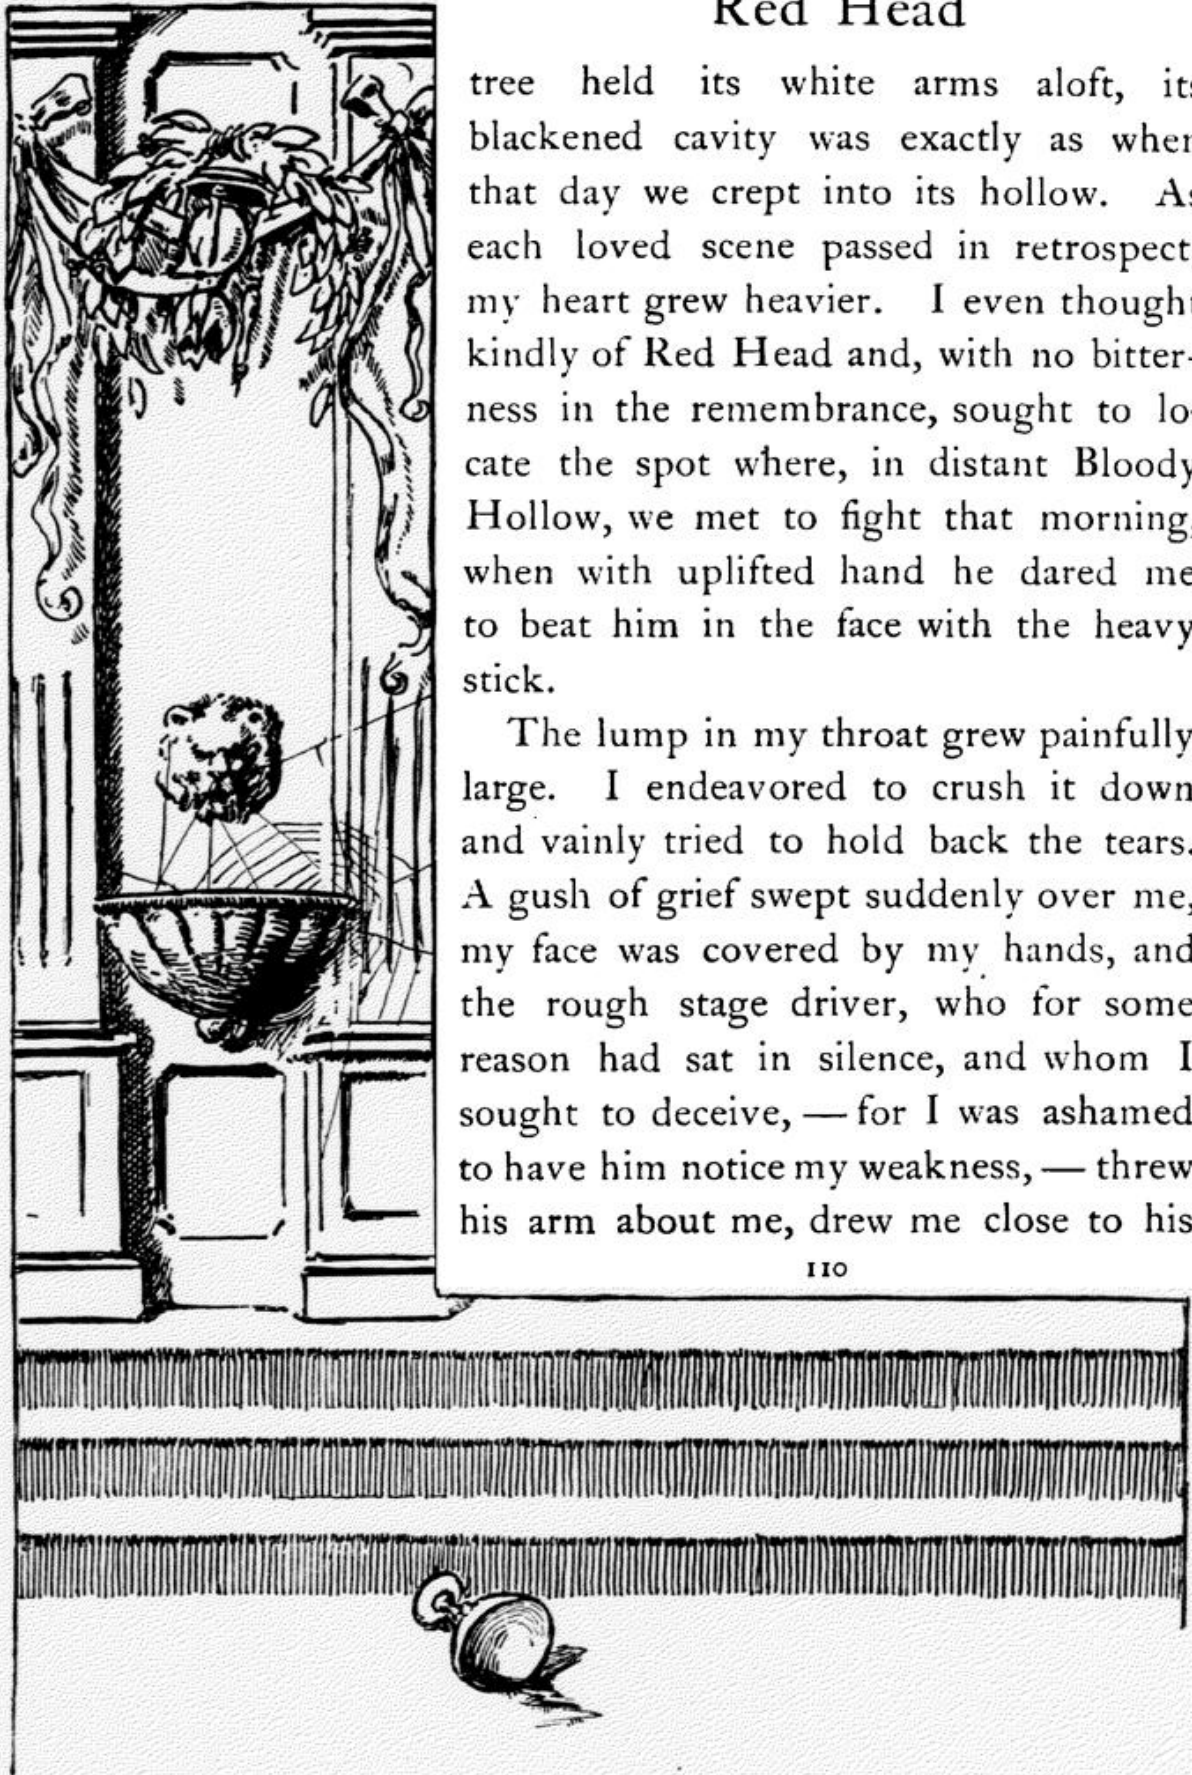 Red Head
tree held its white arms aloft, its
blackened cavity was exactly as when
that day we crept into its hollow. As
each loved scene passed in retrospect
my heart grew heavier. I even thought
kindly of Red Head and, with no bitter-
ness in the remembrance, sought to lo-
cate the spot where, in distant Bloody
Hollow, we met to fight that morning,
when with uplifted hand he dared me
to beat him in the face with the heavy
stick.
The lump in my throat grew painfully
large. I endeavored to crush it down
and vainly tried to hold back the tears.
A gush of grief swept suddenly over me,
my face was covered by my hands, and
the rough stage driver, who for some
reason had sat in silence, and whom I
sought to deceive, — for I was ashamed
to have him notice my weakness, — threw
his arm about me, drew me close to his
110